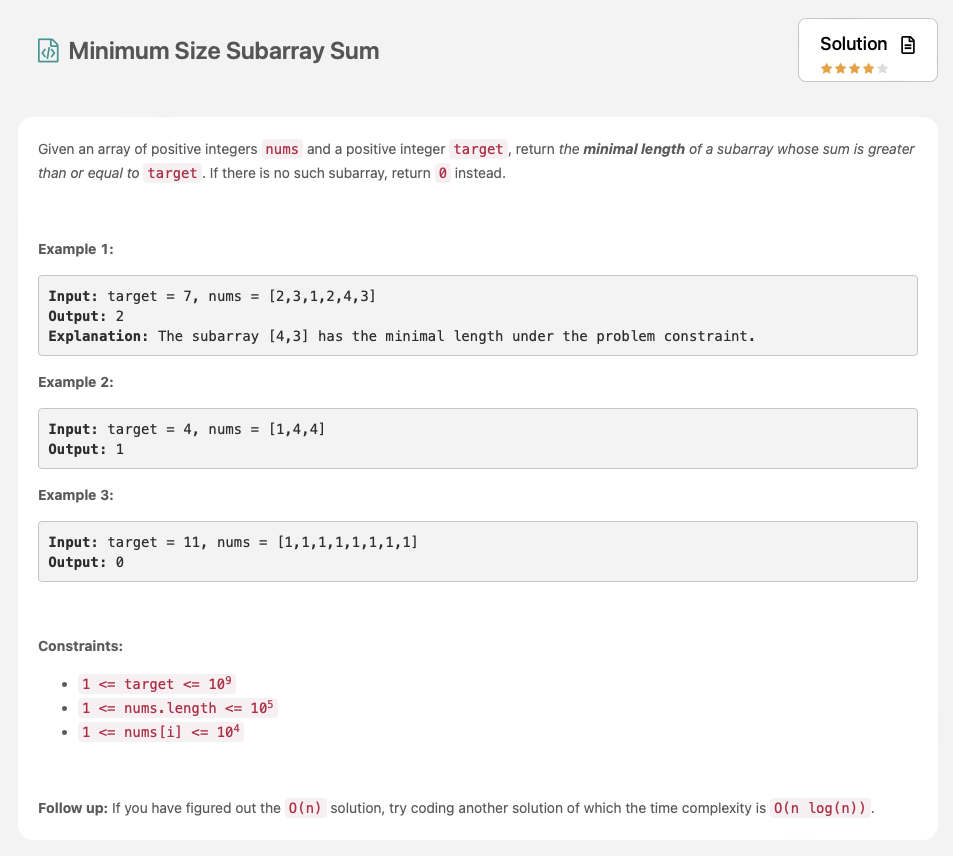 Minimum Size Subarray Sum
Solution
Given an array of positive integers nums and a positive integer target, return the minimal length of a subarray whose sum is greater
than or equal to target. If there is no such subarray, return 0 instead.
Example 1:
Input: target = 7, nums = [2,3,1,2,4,3]
Output: 2
Explanation: The subarray [4,3] has the minimal length under the problem constraint.
Example 2:
Input: target = 4, nums = [1,4,4]
Output: 1
Example 3:
Input: target = 11, nums = [1,1,1,1,1,1,1,1]
Output: 0
Constraints:
• 1 <= target <= 10⁹
• 1 <= nums.length <= 10⁵
• 1 <= nums[i] <= 10⁴
Follow up: If you have figured out the O(n) solution, try coding another solution of which the time complexity is O(n log(n)).